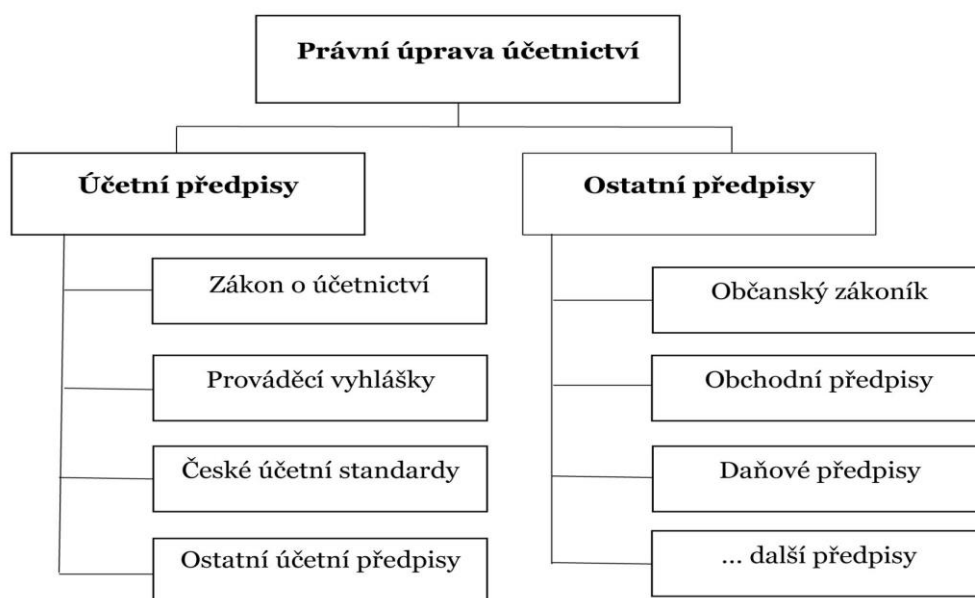 Právní úprava účetnictví
Účetní předpisy
Ostatní předpisy
Zákon o účetnictví
Prováděcí vyhlášky
České účetní standardy
Ostatní účetní předpisy
Občanský zákoník
Obchodní předpisy
Daňové předpisy
... další předpisy